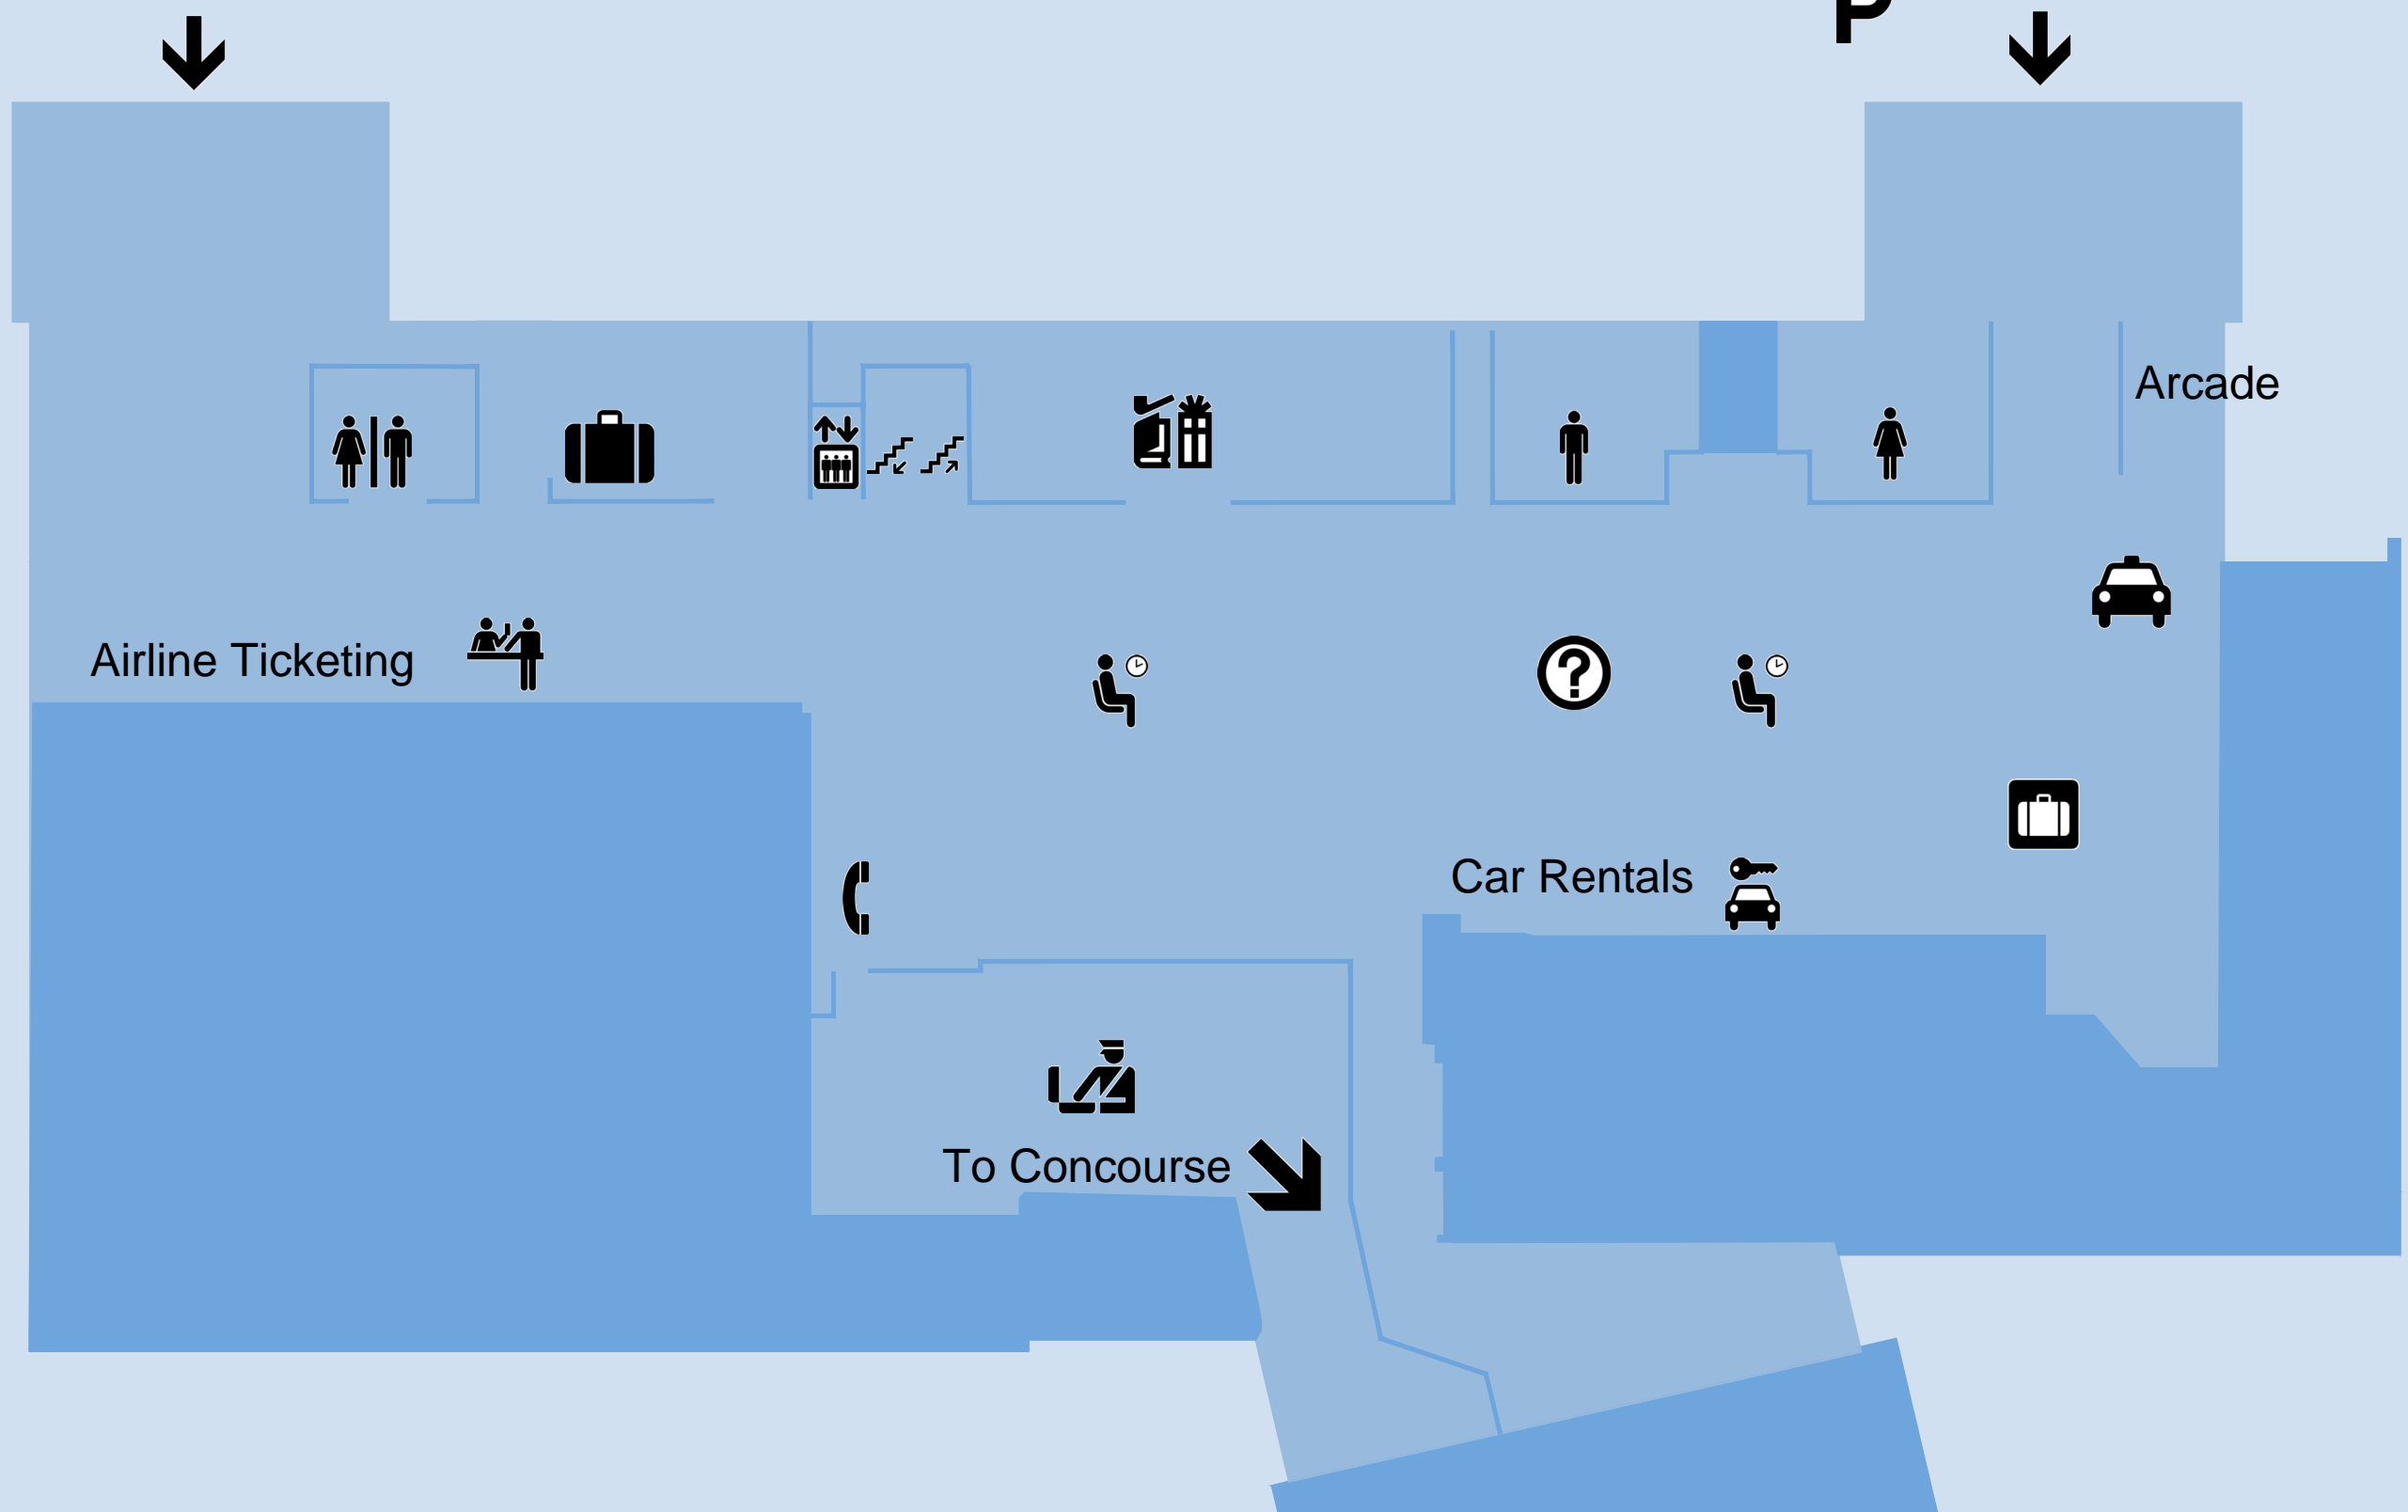 P
Arcade
Airline Ticketing
?
Car Rentals
To Concourse